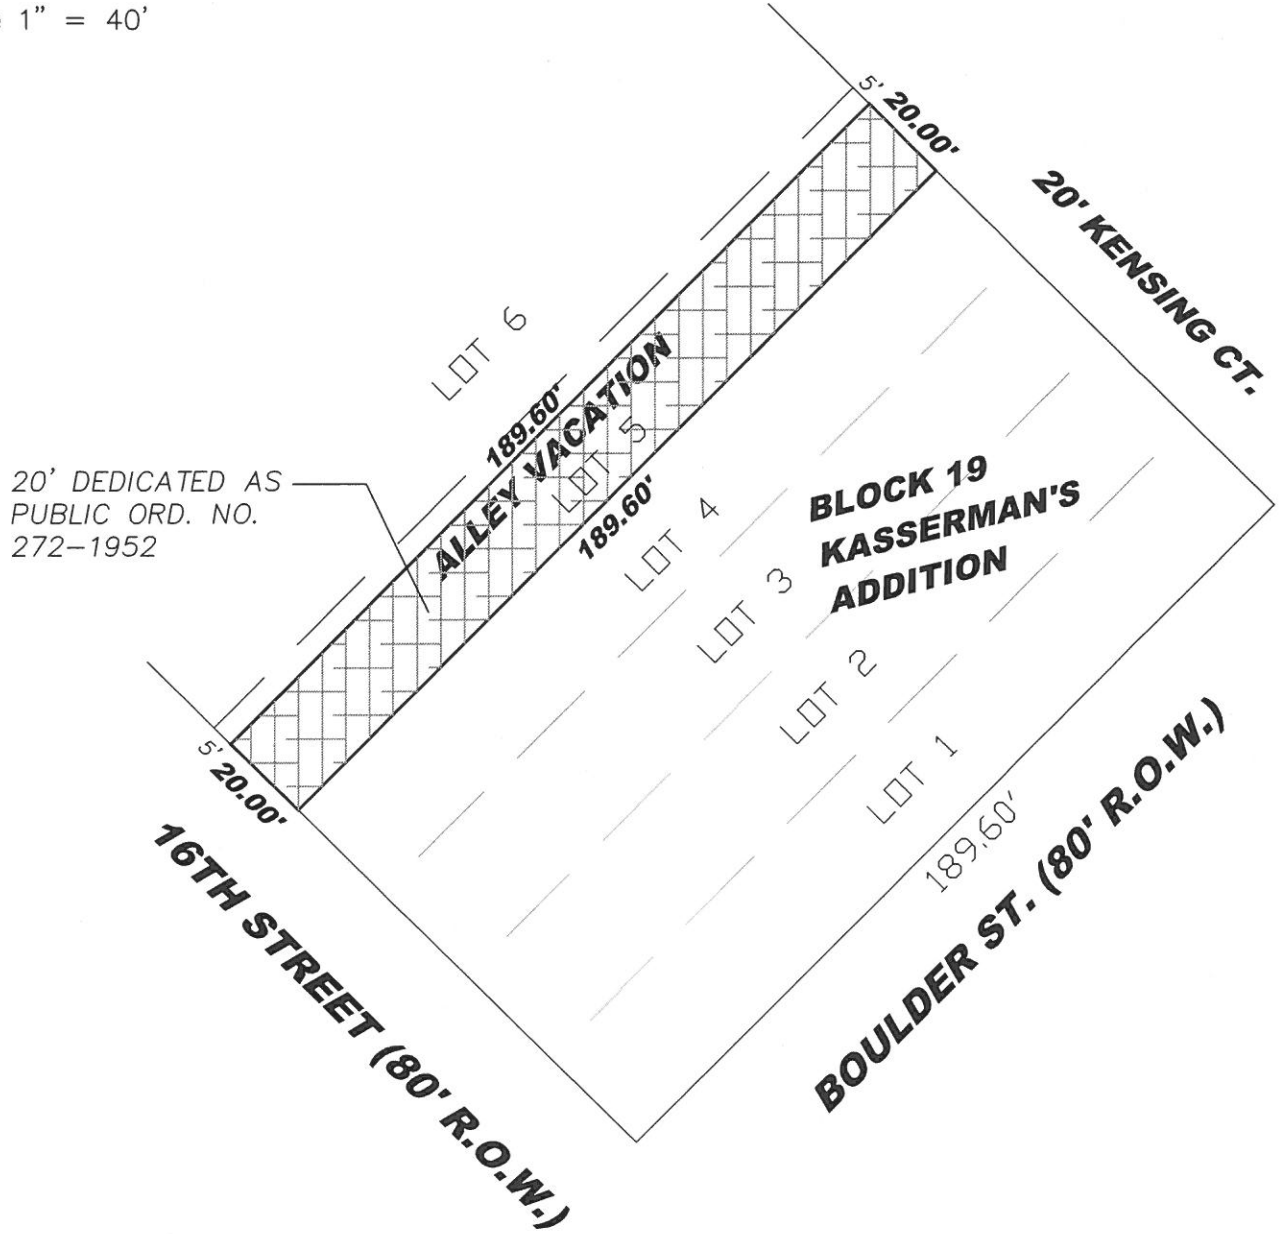 1" = 40'
5' 20.00'
20' KENSING CT.
LOT 6
189.60'
ALLEY VACATION
LOT 5
189.60'
20' DEDICATED AS
PUBLIC ORD. NO.
272-1952
LOT 4
BLOCK 19
KASSERMAN'S
ADDITION
LOT 3
LOT 2
LOT 1
5' 20.00'
189.60'
16TH STREET (80' R.O.W.)
BOULDER ST. (80' R.O.W.)